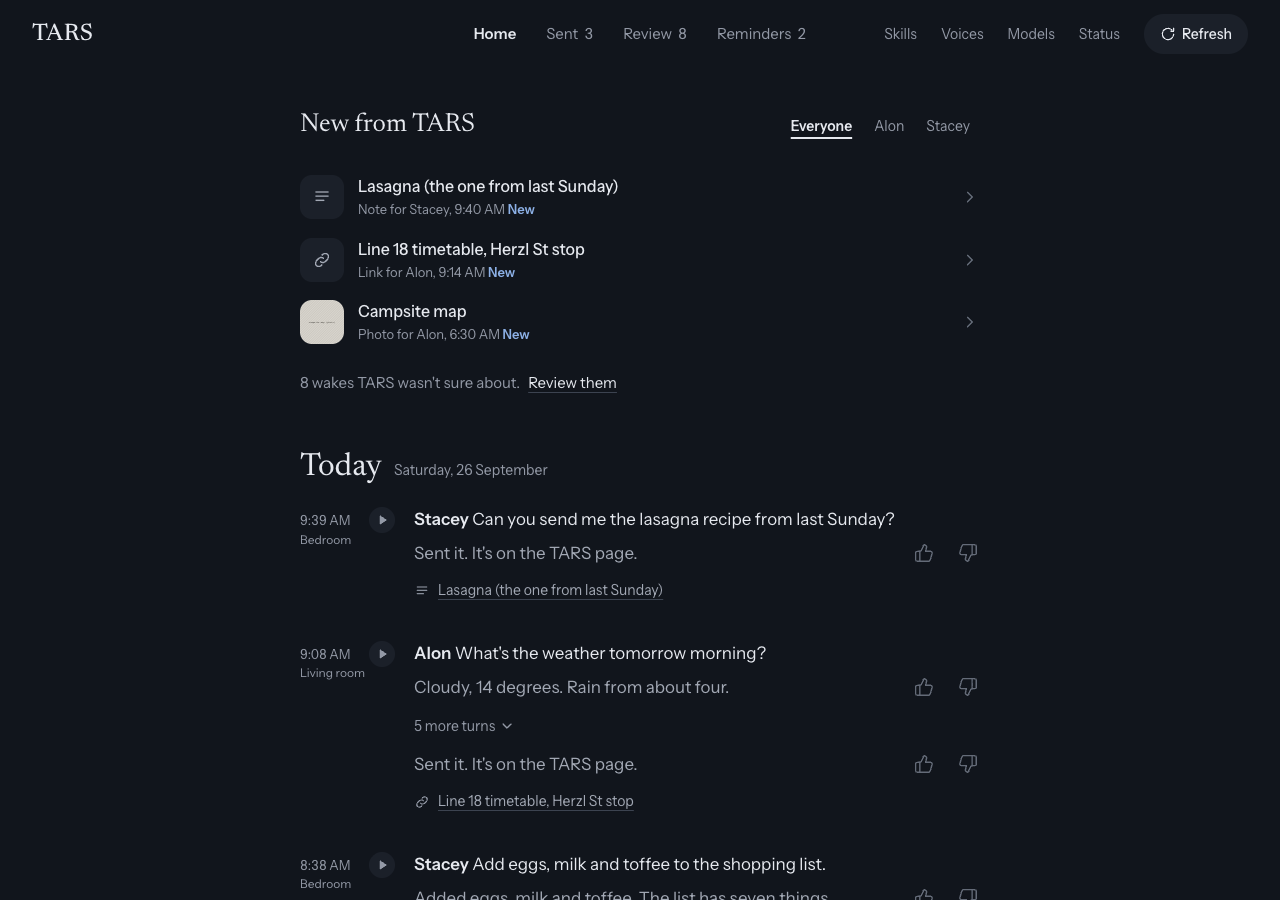 TARS
Home Sent 3 Review 8 Reminders 2 Skills Voices Models Status Refresh
New from TARS
Everyone Alon Stacey
Lasagna (the one from last Sunday)
Note for Stacey, 9:40 AM New
Line 18 timetable, Herzl St stop
Link for Alon, 9:14 AM New
Campsite map
Photo for Alon, 6:30 AM New
8 wakes TARS wasn't sure about. Review them
Today Saturday, 26 September
9:39 AM Stacey Can you send me the lasagna recipe from last Sunday?
Bedroom
Sent it. It's on the TARS page.
Lasagna (the one from last Sunday)
9:08 AM Alon What's the weather tomorrow morning?
Living room
Cloudy, 14 degrees. Rain from about four.
5 more turns
Sent it. It's on the TARS page.
Line 18 timetable, Herzl St stop
8:38 AM Stacey Add eggs, milk and toffee to the shopping list.
Bedroom
Added eggs, milk and toffee. The list has seven things.